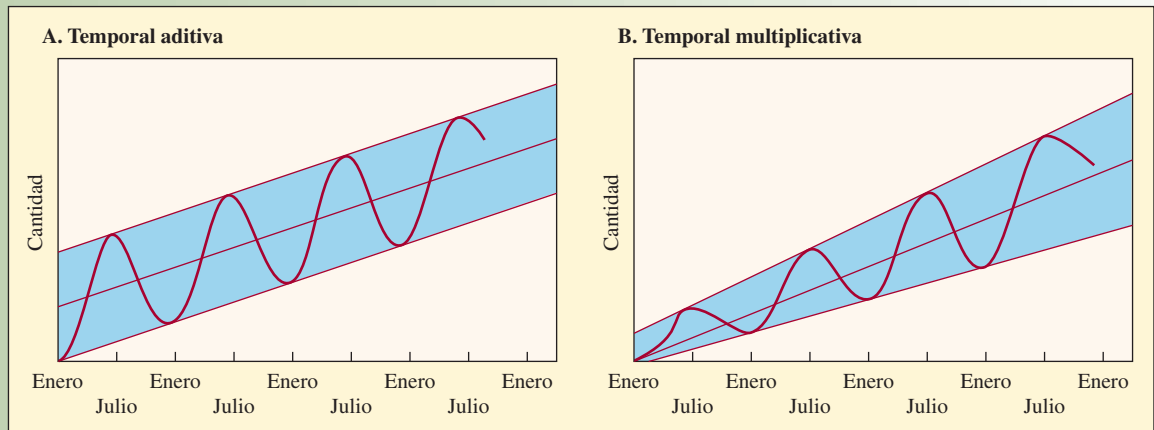 A. Temporal aditiva
Cantidad
Enero Enero Enero Enero Enero
Julio Julio Julio Julio
B. Temporal multiplicativa
Cantidad
Enero Enero Enero Enero Enero
Julio Julio Julio Julio